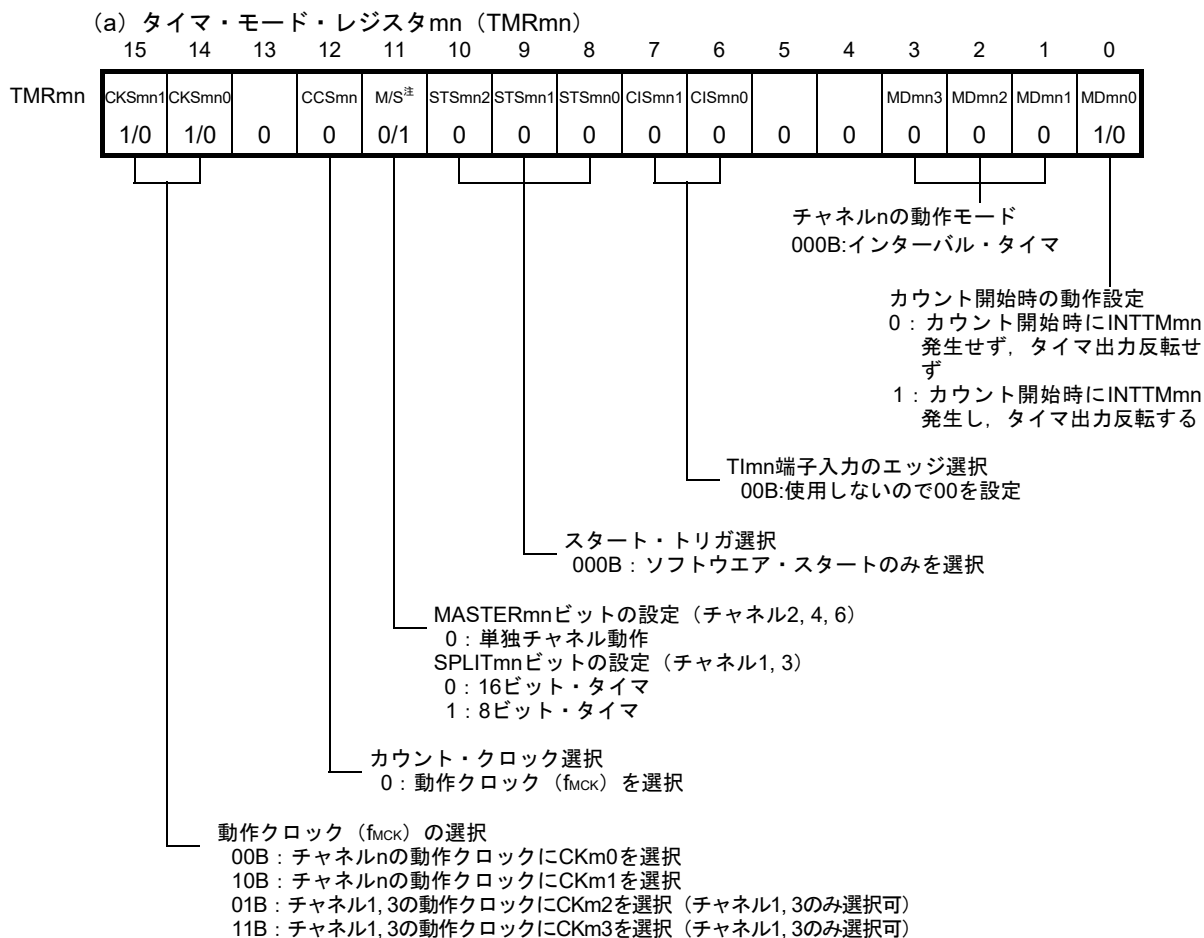 （a）タイマ・モード・レジスタmn（TMRmn）
15 14 13 12 11 10 9 8 7 6 5 4 3 2 1 0
TMRmn CKSmn1 CKSmn0 CCSmn M/S注 STSmn2 STSmn1 STSmn0 CISmn1 CISmn0 MDmn3 MDmn2 MDmn1 MDmn0
1/0 1/0 0 0 0/1 0 0 0 0 0 0 0 0 0 0 1/0
チャネルnの動作モード
000B:インターバル・タイマ
カウント開始時の動作設定
0：カウント開始時にINTTMmn
発生せず，タイマ出力反転せ
ず
1：カウント開始時にINTTMmn
発生し，タイマ出力反転する
TImn端子入力のエッジ選択
00B:使用しないので00を設定
スタート・トリガ選択
000B：ソフトウエア・スタートのみを選択
MASTERmnビットの設定（チャネル2, 4, 6）
0：単独チャネル動作
SPLITmnビットの設定（チャネル1, 3）
0：16ビット・タイマ
1：8ビット・タイマ
カウント・クロック選択
0：動作クロック（fMCK）を選択
動作クロック（fMCK）の選択
00B：チャネルnの動作クロックにCKm0を選択
10B：チャネルnの動作クロックにCKm1を選択
01B：チャネル1, 3の動作クロックにCKm2を選択（チャネル1, 3のみ選択可）
11B：チャネル1, 3の動作クロックにCKm3を選択（チャネル1, 3のみ選択可）